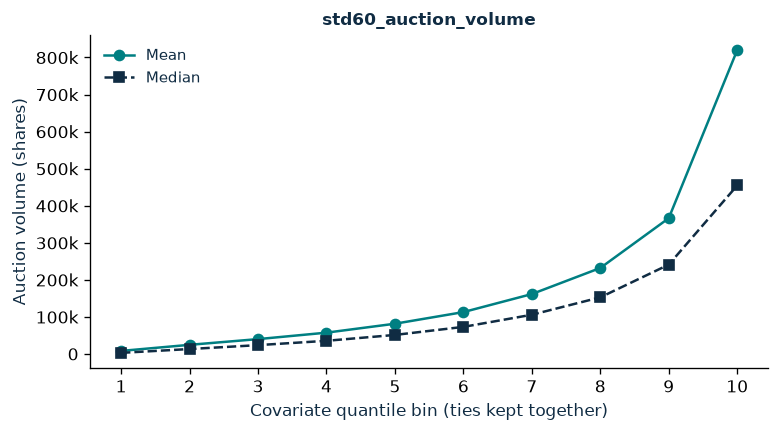 std60_auction_volume
Mean
Median
Auction volume (shares)
800k
700k
600k
500k
400k
300k
200k
100k
0
1 2 3 4 5 6 7 8 9 10
Covariate quantile bin (ties kept together)